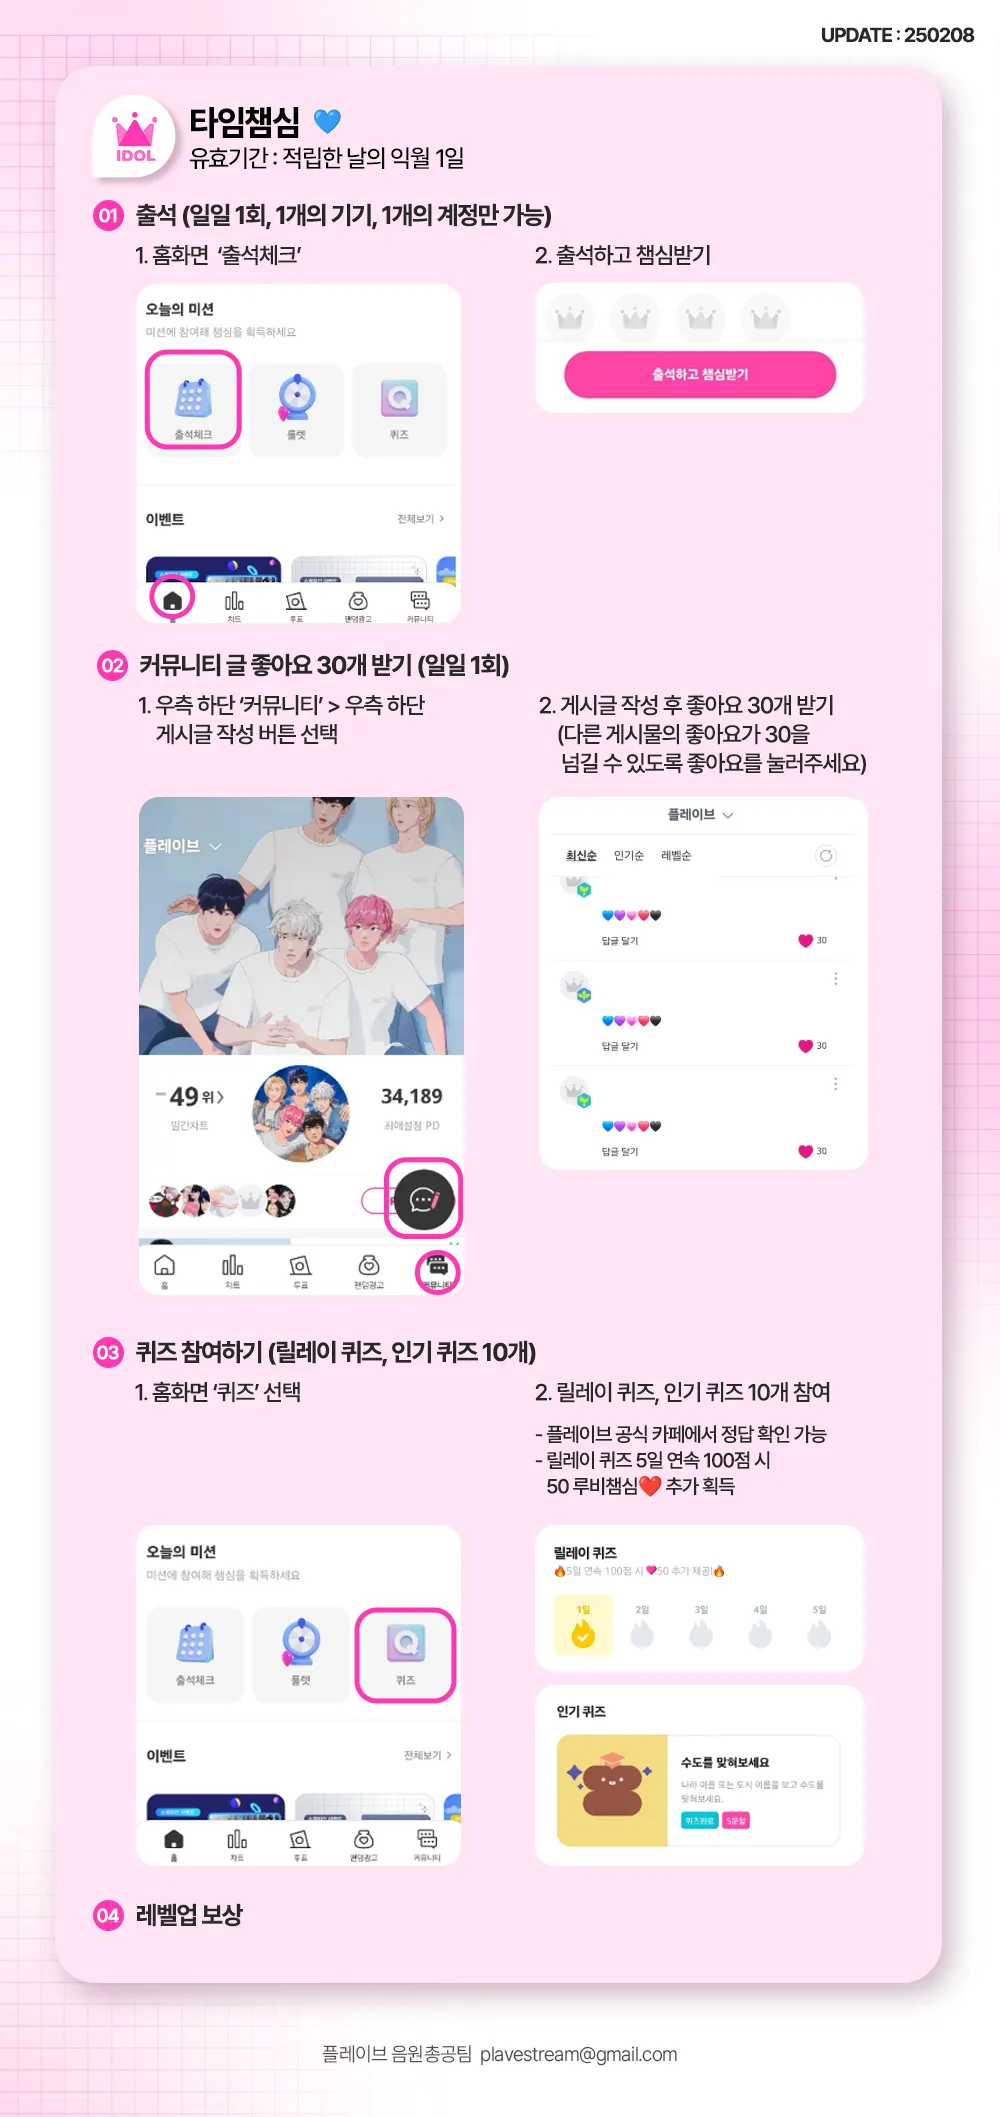 UPDATE : 250208
IDOL
타임챔심 💙
유효기간 : 적립한 날의 익월 1일
01 출석 (일일 1회, 1개의 기기, 1개의 계정만 가능)
1. 홈화면 ‘출석체크’
오늘의 미션
미션에 참여해 챔심을 획득하세요
출석체크
룰렛
퀴즈
이벤트
전체보기 >
홈
차트
투표
팬덤광고
커뮤니티
2. 출석하고 챔심받기
출석하고 챔심받기
02 커뮤니티 글 좋아요 30개 받기 (일일 1회)
1. 우측 하단 ‘커뮤니티’ > 우측 하단
게시글 작성 버튼 선택
플레이브
49 위 >
일간차트
34,189
최애설정 PD
홈
차트
투표
팬덤광고
커뮤니티
2. 게시글 작성 후 좋아요 30개 받기
(다른 게시물의 좋아요가 30을
넘길 수 있도록 좋아요를 눌러주세요)
플레이브
최신순 인기순 레벨순
💙💜🩷❤️🖤
답글 달기 30
💙💜🩷❤️🖤
답글 달기 30
💙💜🩷❤️🖤
답글 달기 30
03 퀴즈 참여하기 (릴레이 퀴즈, 인기 퀴즈 10개)
1. 홈화면 ‘퀴즈’ 선택
오늘의 미션
미션에 참여해 챔심을 획득하세요
출석체크
룰렛
퀴즈
이벤트
전체보기 >
홈
차트
투표
팬덤광고
커뮤니티
2. 릴레이 퀴즈, 인기 퀴즈 10개 참여
- 플레이브 공식 카페에서 정답 확인 가능
- 릴레이 퀴즈 5일 연속 100점 시
50 루비챔심❤️ 추가 획득
릴레이 퀴즈
🔥5일 연속 100점 시 💗50 추가 제공!🔥
1일 2일 3일 4일 5일
인기 퀴즈
수도를 맞혀보세요
나라 이름 또는 도시 이름을 보고 수도를
맞혀보세요.
퀴즈완료
04 레벨업 보상
플레이브 음원총공팀 plavestream@gmail.com